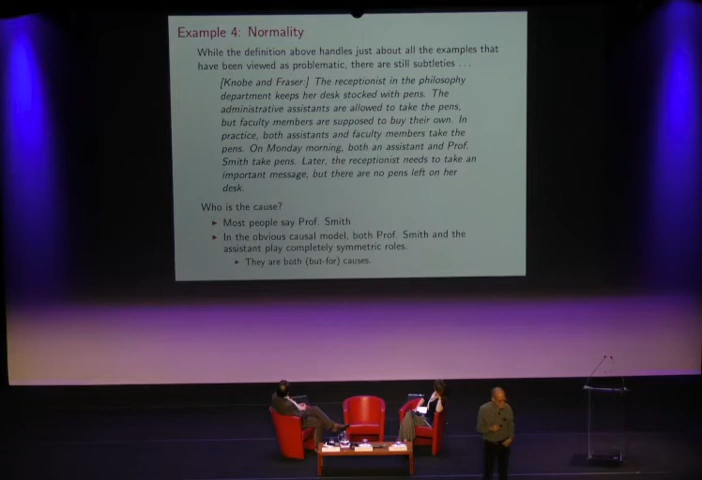 Example 4: Normality
While the definition above handles just about all the examples that
have been viewed as problematic, there are still subtleties ...
[Knobe and Fraser:] The receptionist in the philosophy
department keeps her desk stocked with pens. The
administrative assistants are allowed to take the pens,
but faculty members are supposed to buy their own. In
practice, both assistants and faculty members take the
pens. On Monday morning, both an assistant and Prof.
Smith take pens. Later, the receptionist needs to take an
important message, but there are no pens left on her
desk.
Who is the cause?
▶ Most people say Prof. Smith
▶ In the obvious causal model, both Prof. Smith and the
assistant play completely symmetric roles.
▶ They are both (but-for) causes.